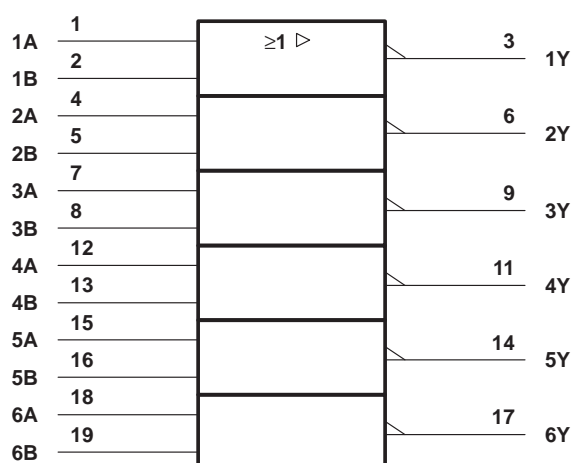 1A 1 ≥1 ▷ 3 1Y
1B 2
2A 4 6 2Y
2B 5
3A 7 9 3Y
3B 8
4A 12 11 4Y
4B 13
5A 15 14 5Y
5B 16
6A 18 17 6Y
6B 19